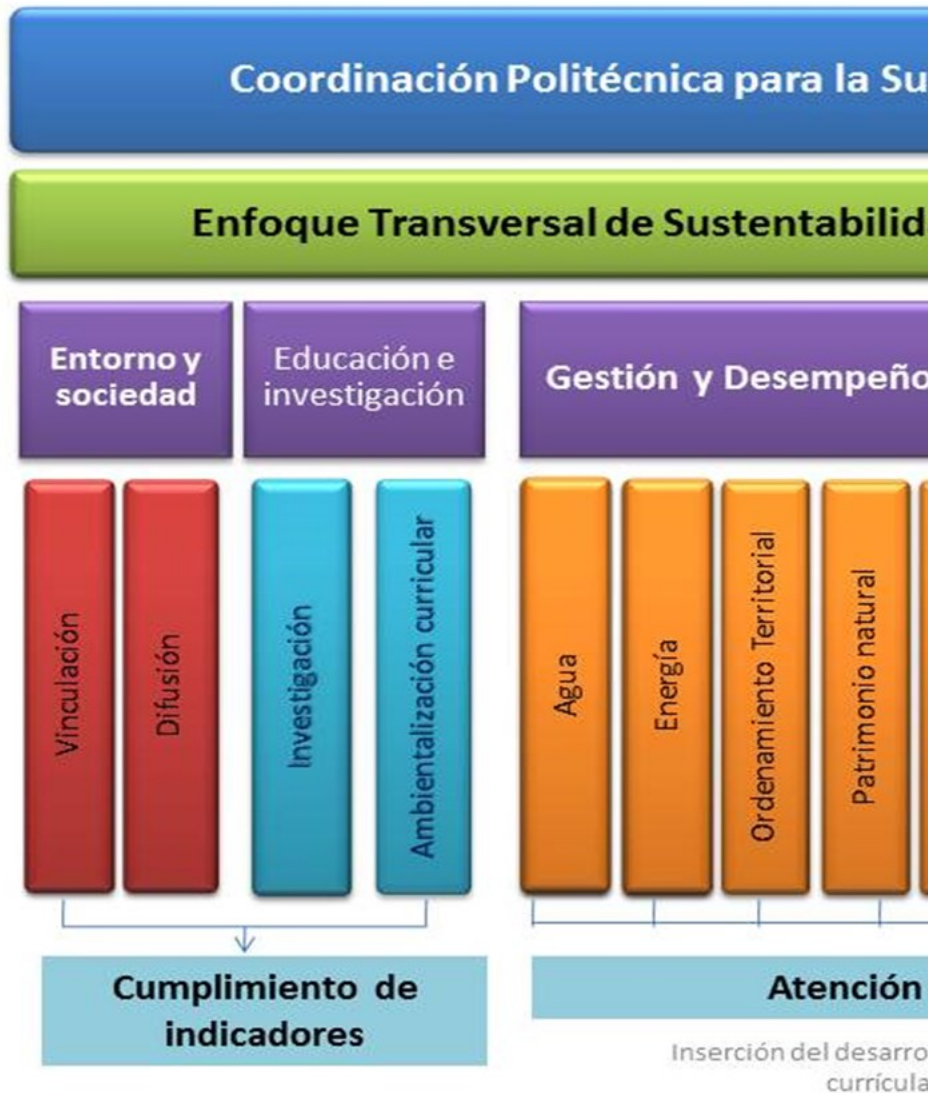 Coordinación Politécnica para la Su
Enfoque Transversal de Sustentabilid
Entorno y
sociedad
Educación e
investigación
Gestión y Desempeño
Vinculación
Difusión
Investigación
Ambientalización curricular
Agua
Energía
Ordenamiento Territorial
Patrimonio natural
Cumplimiento de
indicadores
Atención
Inserción del desarro
currícula